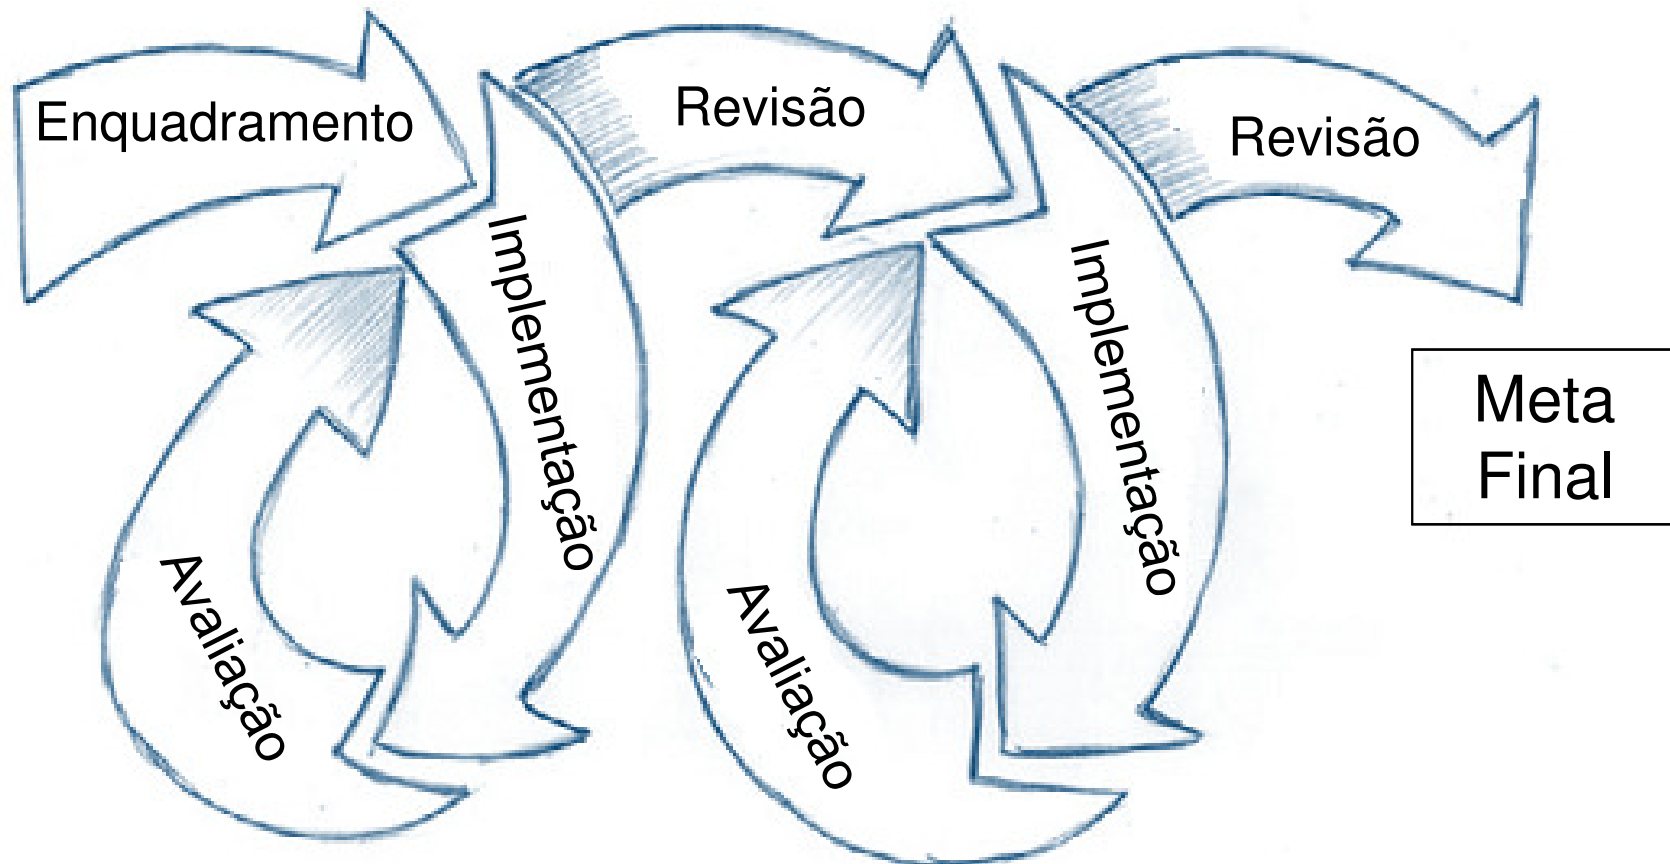 Enquadramento
Revisão
Revisão
Implementação
Implementação
Avaliação
Avaliação
Meta
Final